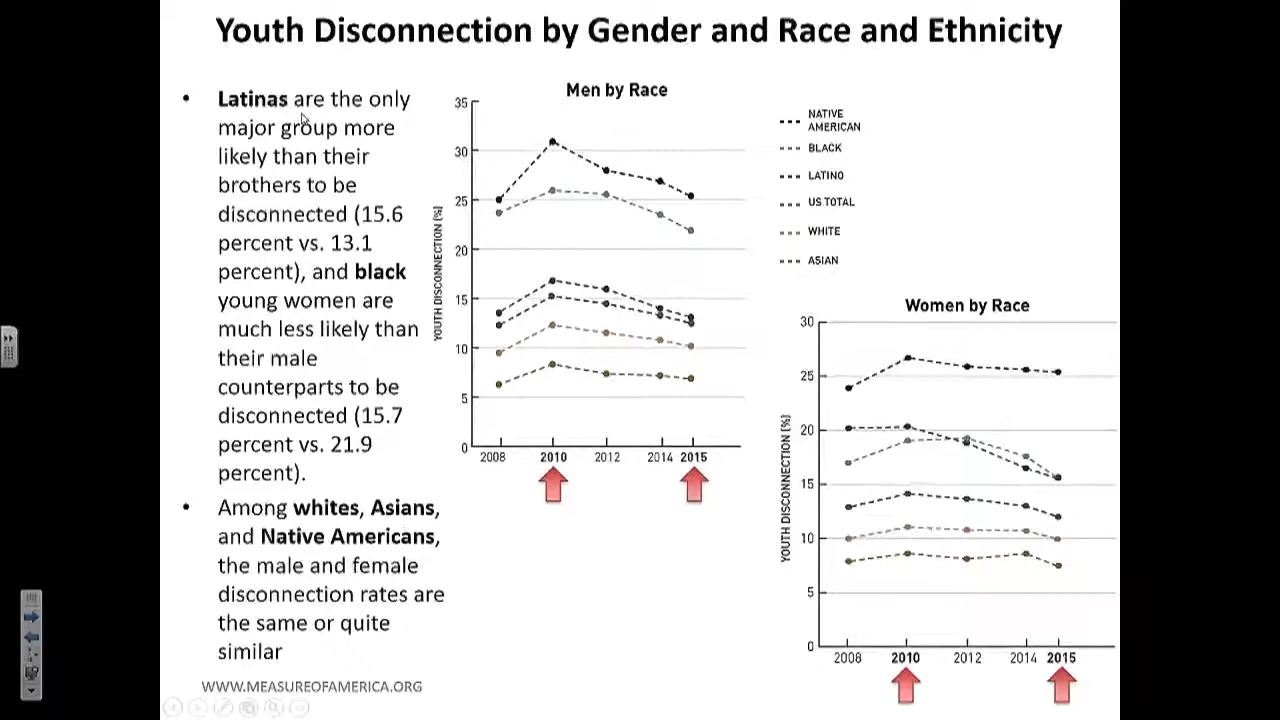 Youth Disconnection by Gender and Race and Ethnicity
• Latinas are the only
major group more
likely than their
brothers to be
disconnected (15.6
percent vs. 13.1
percent), and black
young women are
much less likely than
their male
counterparts to be
disconnected (15.7
percent vs. 21.9
percent).
• Among whites, Asians,
and Native Americans,
the male and female
disconnection rates are
the same or quite
similar
WWW.MEASUREOFAMERICA.ORG
Men by Race
YOUTH DISCONNECTION (%)
35
30
25
20
15
10
5
0
2008 2010 2012 2014 2015
NATIVE
AMERICAN
BLACK
LATINO
US TOTAL
WHITE
ASIAN
Women by Race
YOUTH DISCONNECTION (%)
30
25
20
15
10
5
0
2008 2010 2012 2014 2015